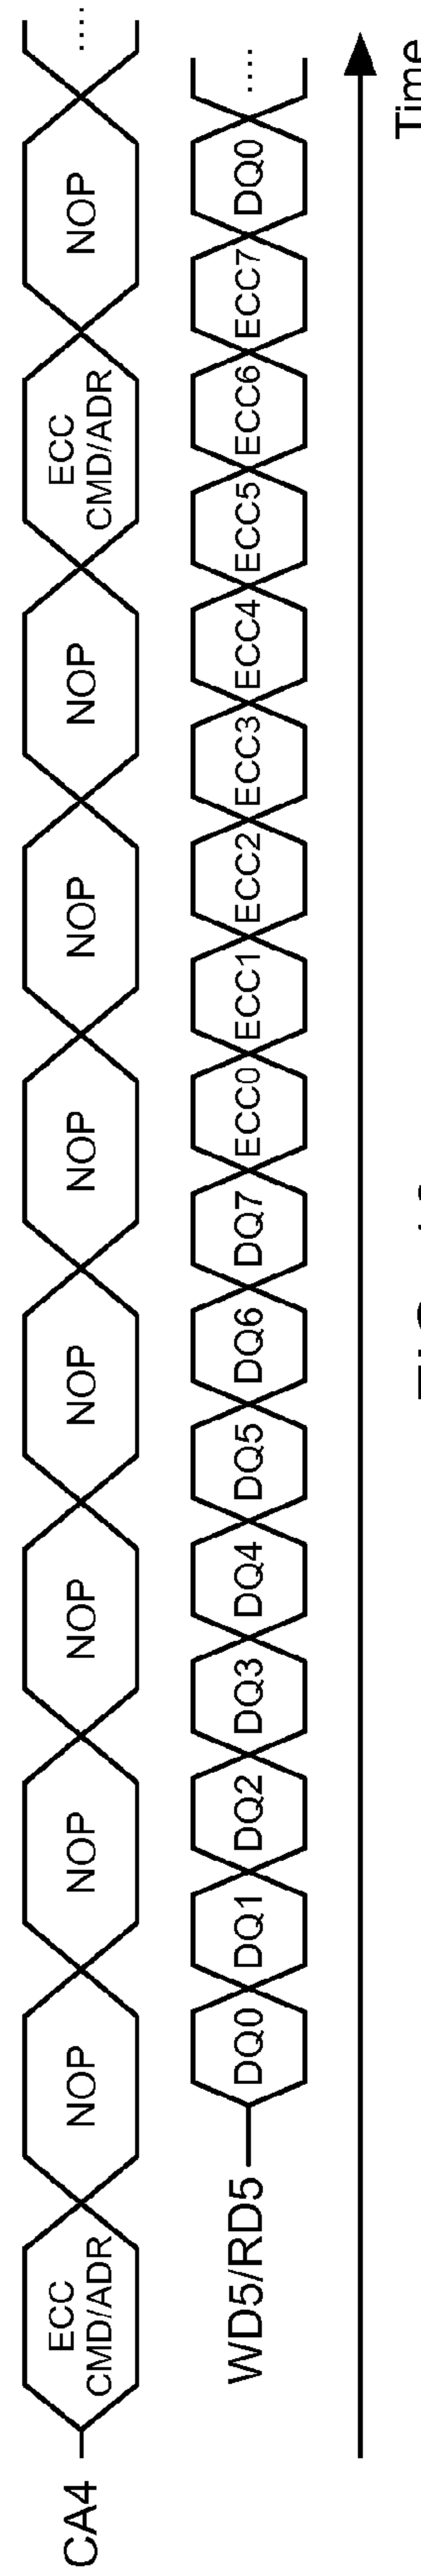 CA4
ECC
CMD/ADR
NOP
NOP
NOP
NOP
NOP
NOP
NOP
ECC
CMD/ADR
NOP
....
WD5/RD5
DQ0
DQ1
DQ2
DQ3
DQ4
DQ5
DQ6
DQ7
ECC0
ECC1
ECC2
ECC3
ECC4
ECC5
ECC6
ECC7
DQ0
....
Time